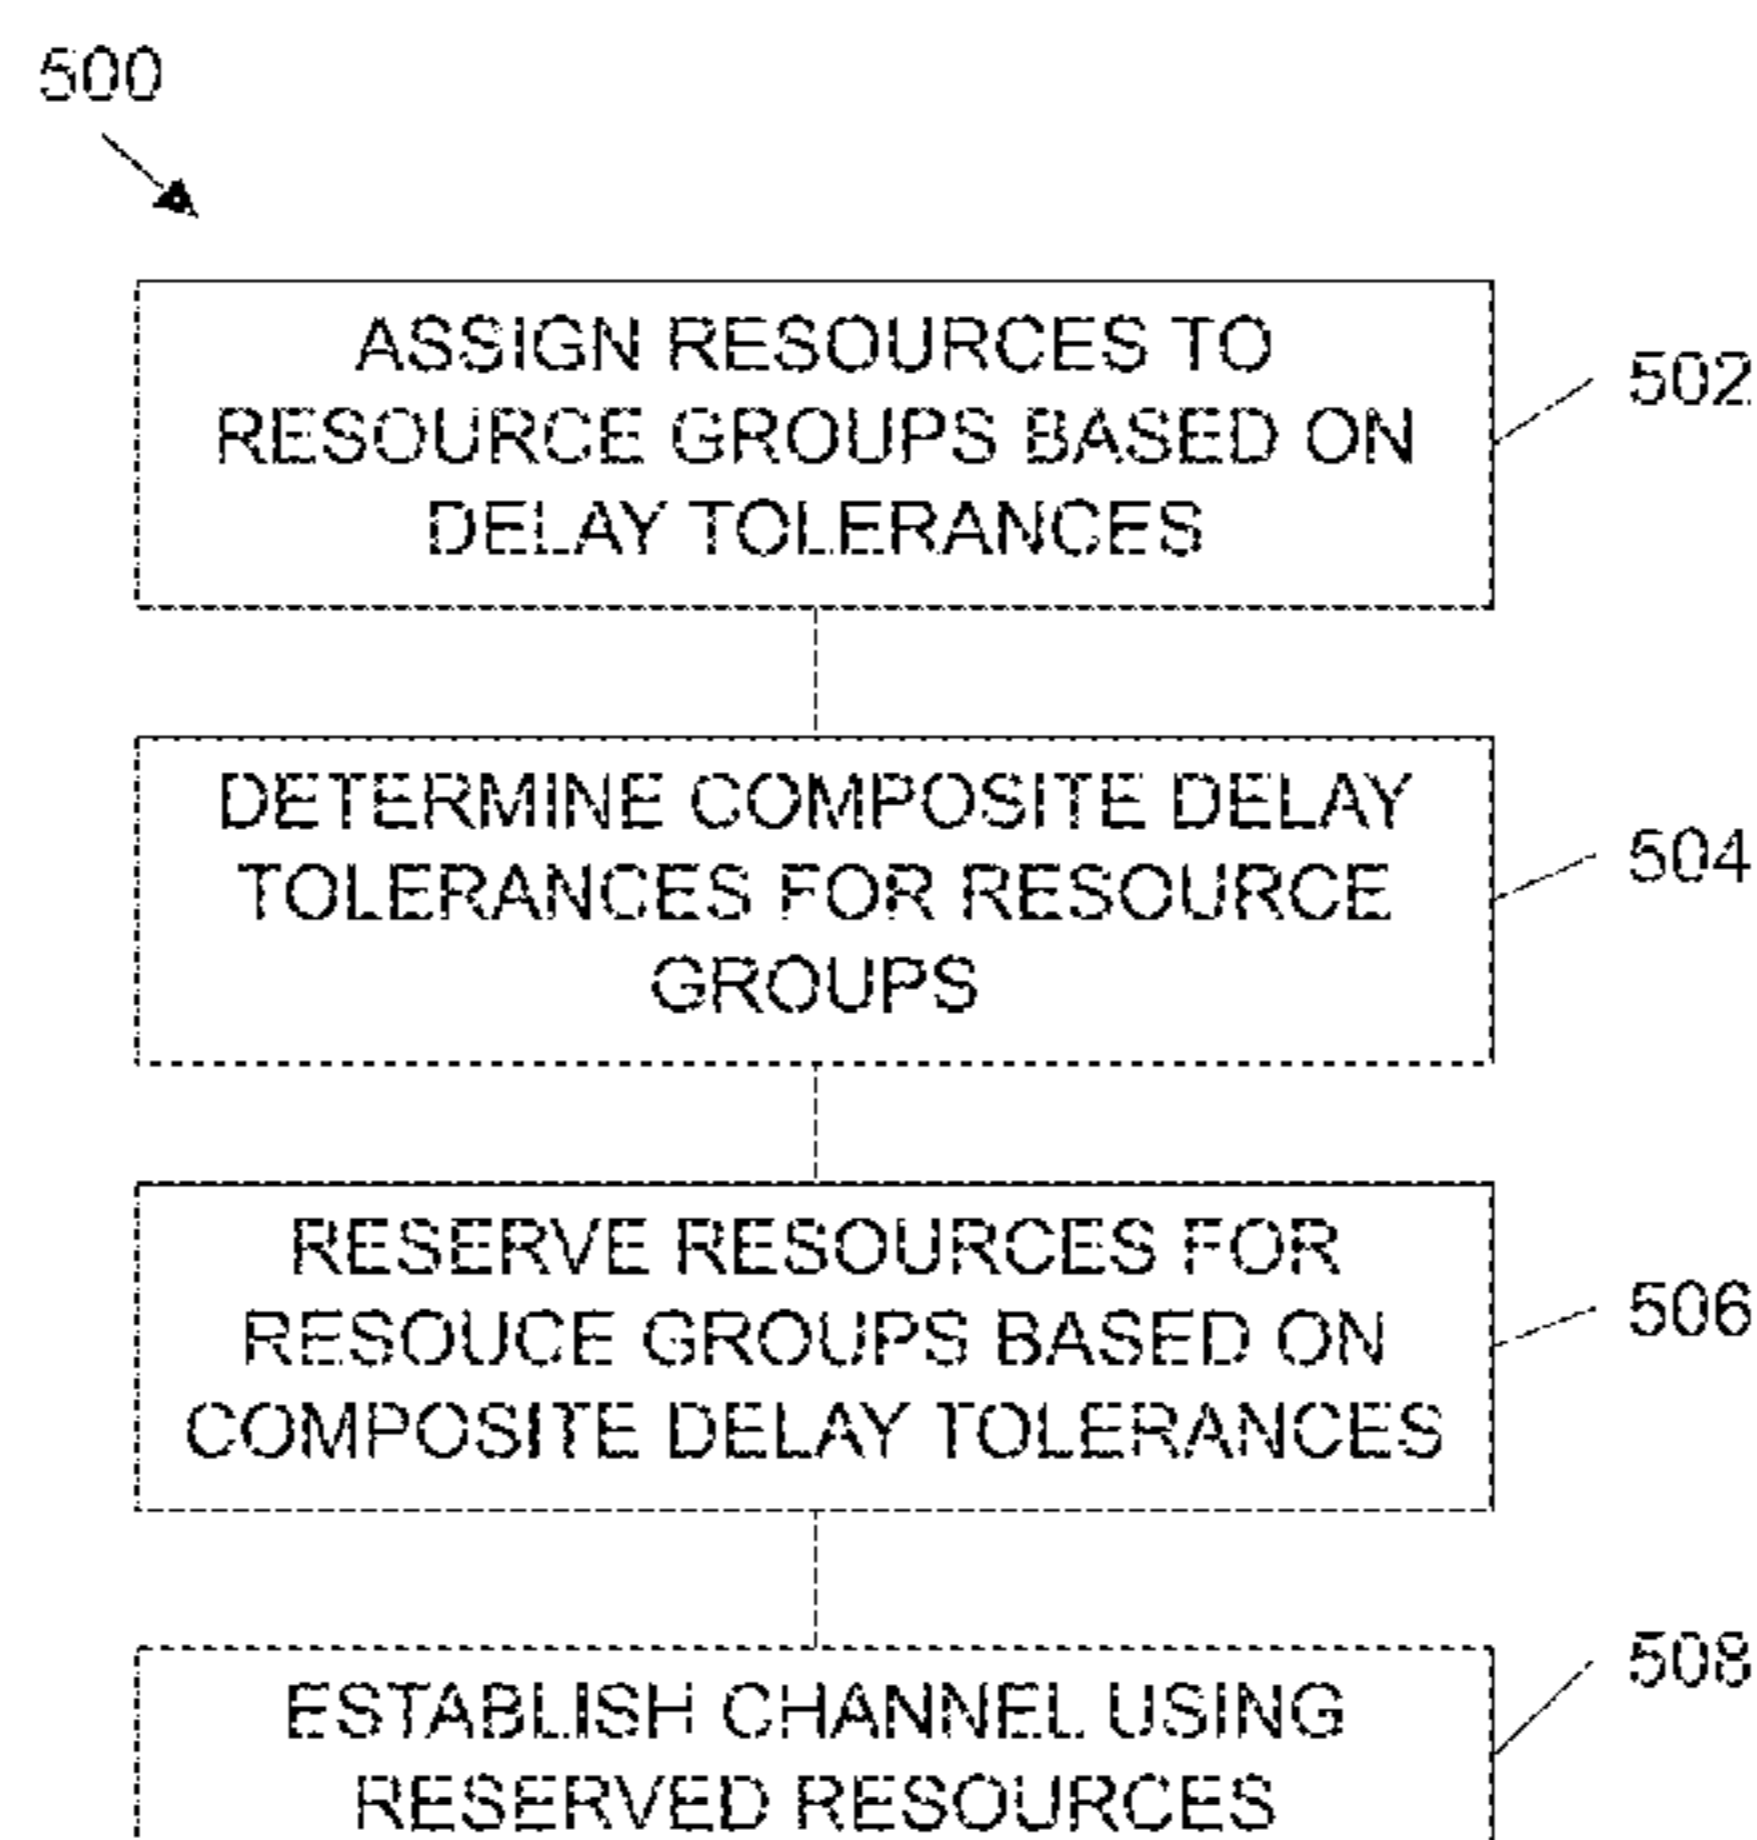 500
ASSIGN RESOURCES TO
RESOURCE GROUPS BASED ON
DELAY TOLERANCES
502
DETERMINE COMPOSITE DELAY
TOLERANCES FOR RESOURCE
GROUPS
504
RESERVE RESOURCES FOR
RESOUCE GROUPS BASED ON
COMPOSITE DELAY TOLERANCES
506
ESTABLISH CHANNEL USING
RESERVED RESOURCES
508